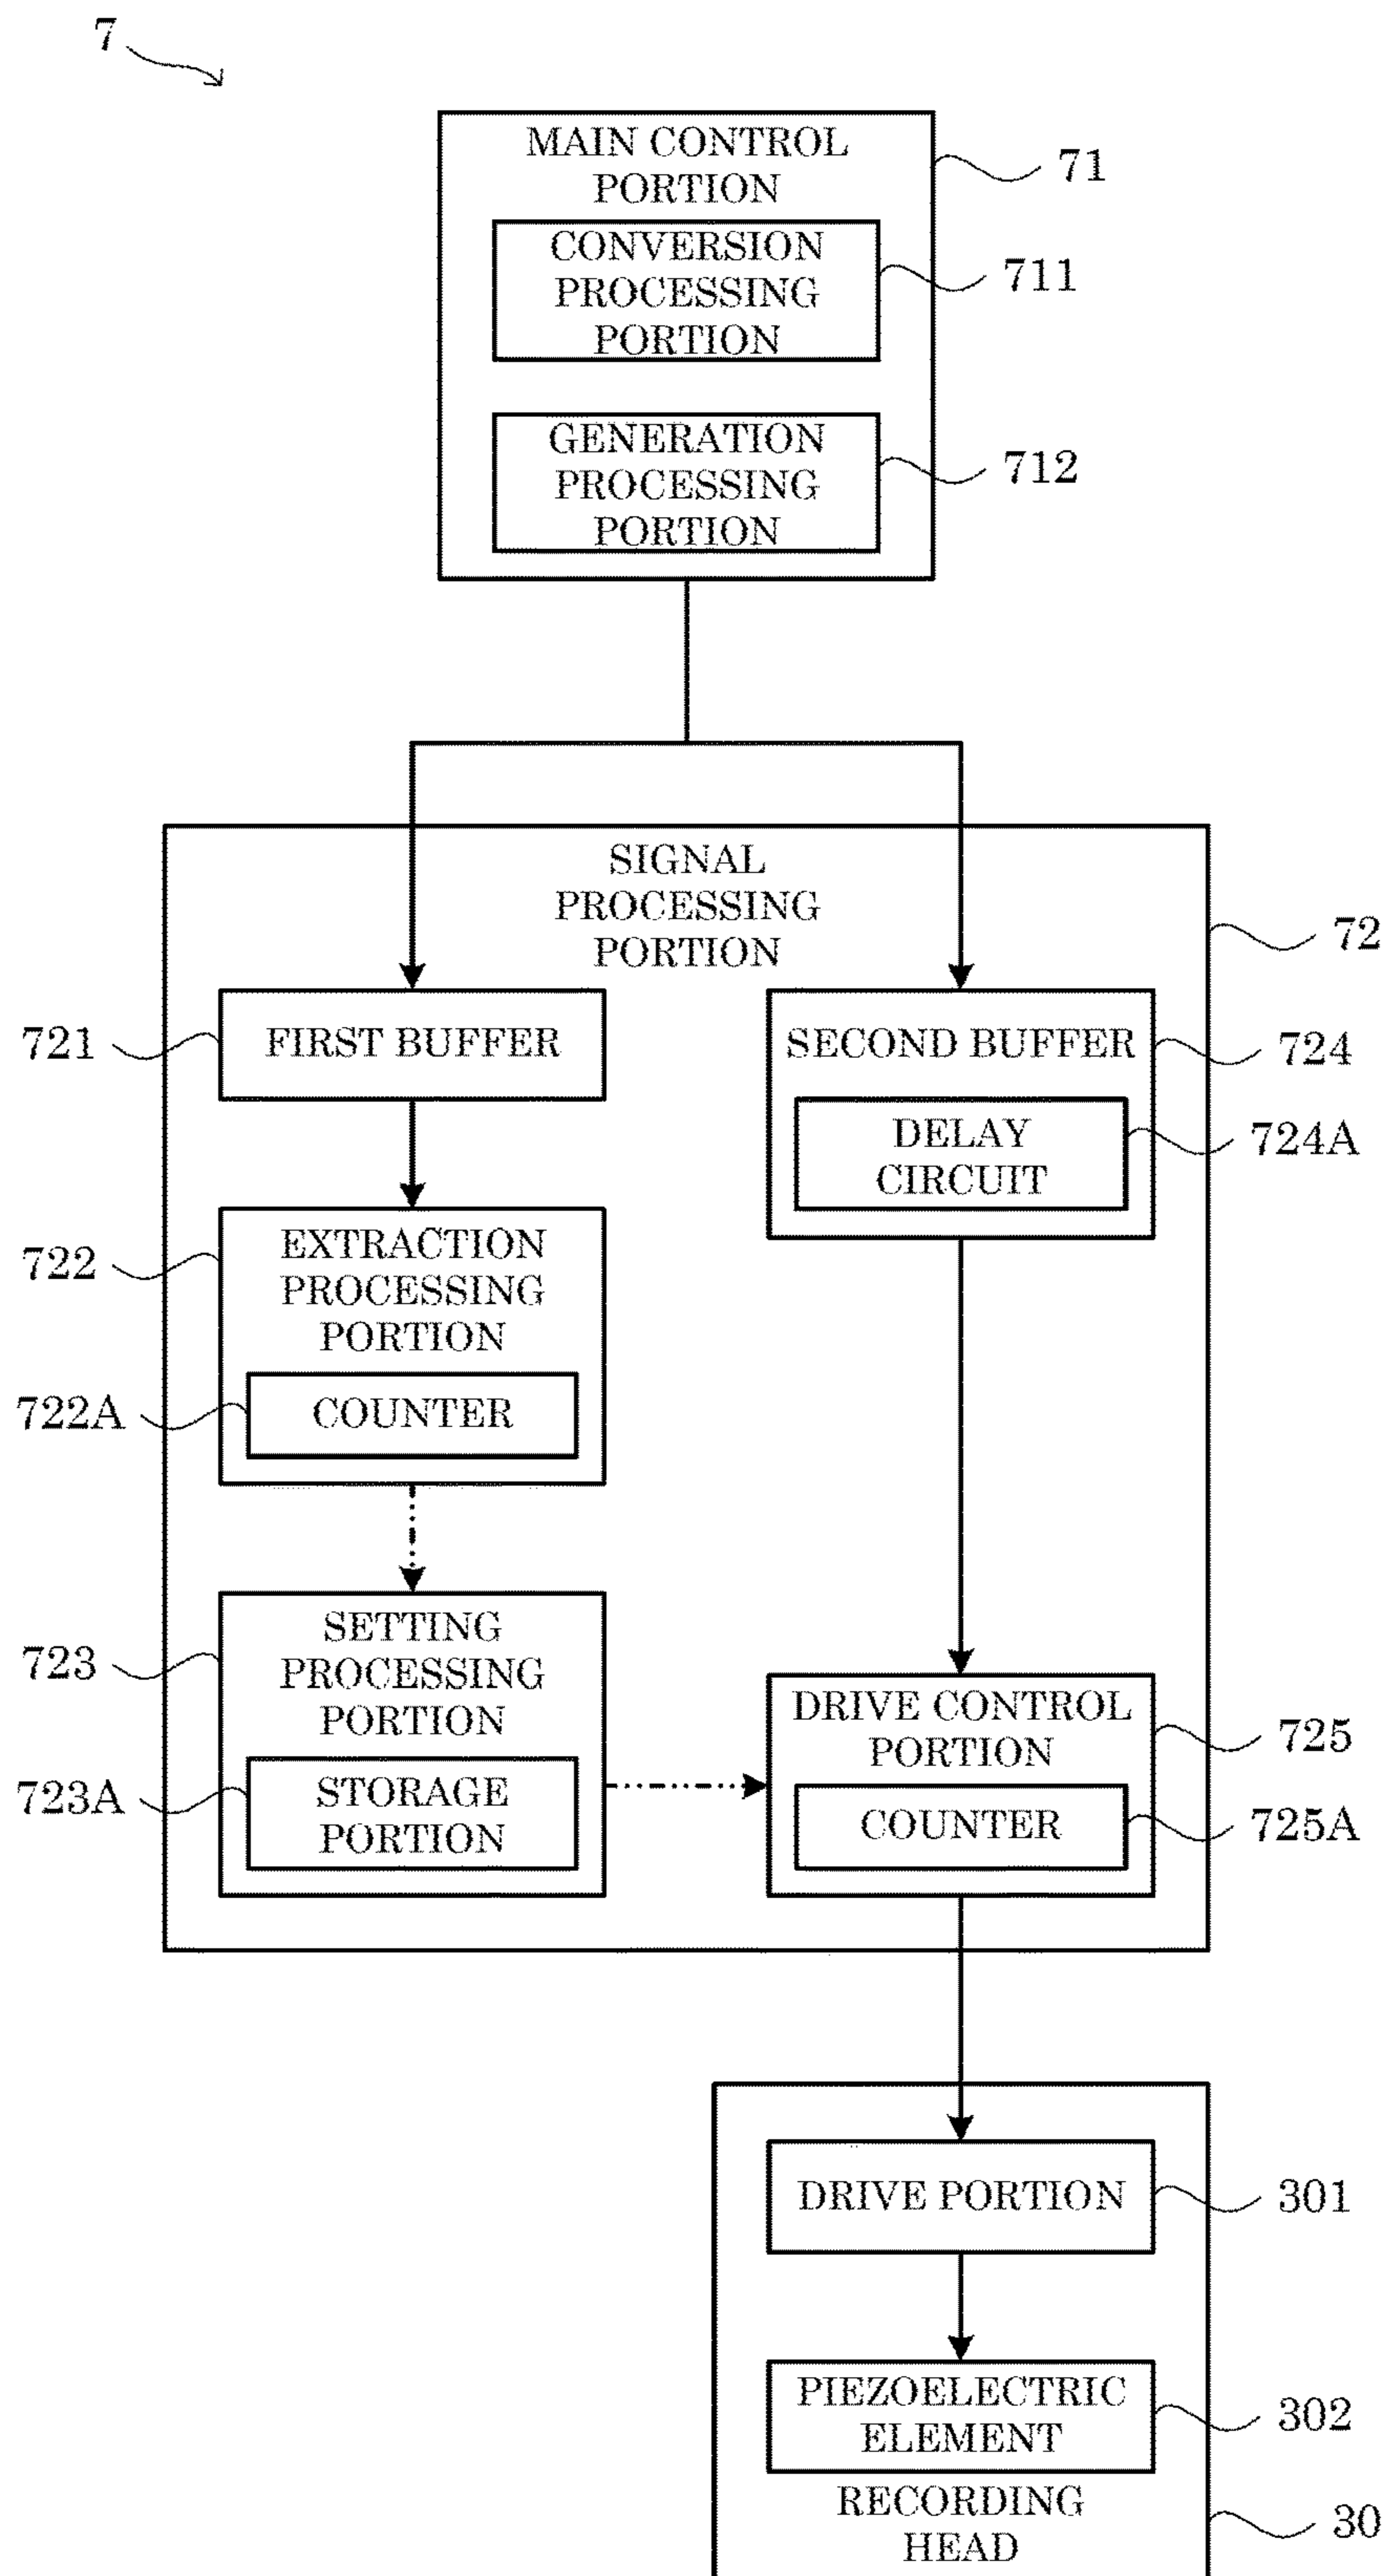 7
MAIN CONTROL
PORTION
71
CONVERSION
PROCESSING
PORTION
711
GENERATION
PROCESSING
PORTION
712
SIGNAL
PROCESSING
PORTION
72
721
FIRST BUFFER
SECOND BUFFER
724
DELAY
CIRCUIT
724A
722
EXTRACTION
PROCESSING
PORTION
722A
COUNTER
723
SETTING
PROCESSING
PORTION
723A
STORAGE
PORTION
DRIVE CONTROL
PORTION
725
COUNTER
725A
DRIVE PORTION
301
PIEZOELECTRIC
ELEMENT
302
RECORDING
HEAD
30